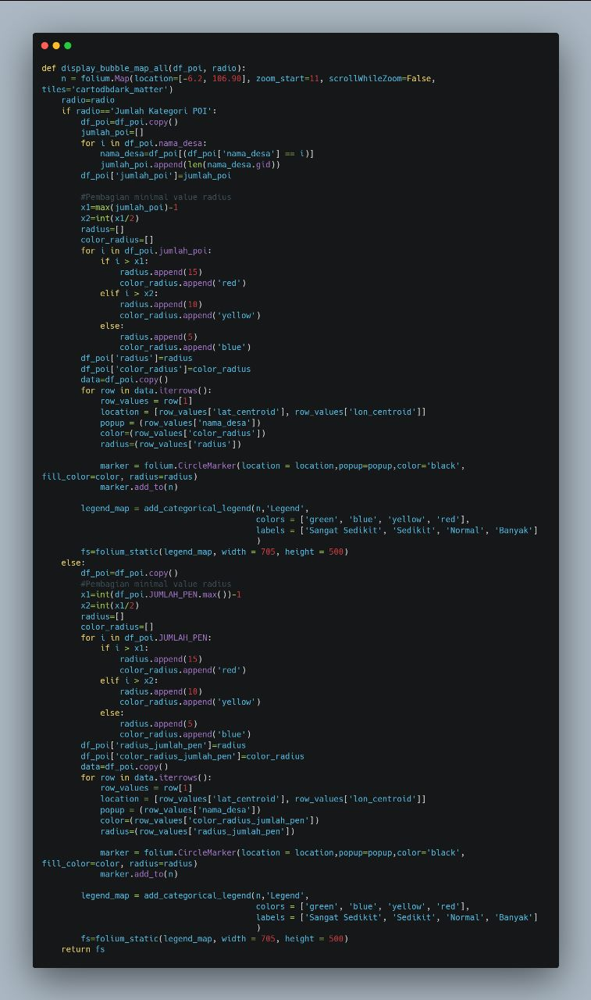 def display_bubble_map_all(df_poi, radio):
    n = folium.Map(location=[-6.2, 106.90], zoom_start=11, scrollWhileZoom=False,
tiles='cartodbdark_matter')
    radio=radio
    if radio=='Jumlah Kategori POI':
        df_poi=df_poi.copy()
        jumlah_poi=[]
        for i in df_poi.nama_desa:
            nama_desa=df_poi[(df_poi['nama_desa'] == i)]
            jumlah_poi.append(len(nama_desa.gid))
        df_poi['jumlah_poi']=jumlah_poi

        #Pembagian minimal value radius
        x1=max(jumlah_poi)-1
        x2=int(x1/2)
        radius=[]
        color_radius=[]
        for i in df_poi.jumlah_poi:
            if i > x1:
                radius.append(15)
                color_radius.append('red')
            elif i > x2:
                radius.append(10)
                color_radius.append('yellow')
            else:
                radius.append(5)
                color_radius.append('blue')
        df_poi['radius']=radius
        df_poi['color_radius']=color_radius
        data=df_poi.copy()
        for row in data.iterrows():
            row_values = row[1]
            location = [row_values['lat_centroid'], row_values['lon_centroid']]
            popup = (row_values['nama_desa'])
            color=(row_values['color_radius'])
            radius=(row_values['radius'])

            marker = folium.CircleMarker(location = location,popup=popup,color='black',
fill_color=color, radius=radius)
            marker.add_to(n)

        legend_map = add_categorical_legend(n,'Legend',
                                            colors = ['green', 'blue', 'yellow', 'red'],
                                            labels = ['Sangat Sedikit', 'Sedikit', 'Normal', 'Banyak']
                                            )
        fs=folium_static(legend_map, width = 705, height = 500)
    else:
        df_poi=df_poi.copy()
        #Pembagian minimal value radius
        x1=int(df_poi.JUMLAH_PEN.max())-1
        x2=int(x1/2)
        radius=[]
        color_radius=[]
        for i in df_poi.JUMLAH_PEN:
            if i > x1:
                radius.append(15)
                color_radius.append('red')
            elif i > x2:
                radius.append(10)
                color_radius.append('yellow')
            else:
                radius.append(5)
                color_radius.append('blue')
        df_poi['radius_jumlah_pen']=radius
        df_poi['color_radius_jumlah_pen']=color_radius
        data=df_poi.copy()
        for row in data.iterrows():
            row_values = row[1]
            location = [row_values['lat_centroid'], row_values['lon_centroid']]
            popup = (row_values['nama_desa'])
            color=(row_values['color_radius_jumlah_pen'])
            radius=(row_values['radius_jumlah_pen'])

            marker = folium.CircleMarker(location = location,popup=popup,color='black',
fill_color=color, radius=radius)
            marker.add_to(n)

        legend_map = add_categorical_legend(n,'Legend',
                                            colors = ['green', 'blue', 'yellow', 'red'],
                                            labels = ['Sangat Sedikit', 'Sedikit', 'Normal', 'Banyak']
                                            )
        fs=folium_static(legend_map, width = 705, height = 500)
    return fs